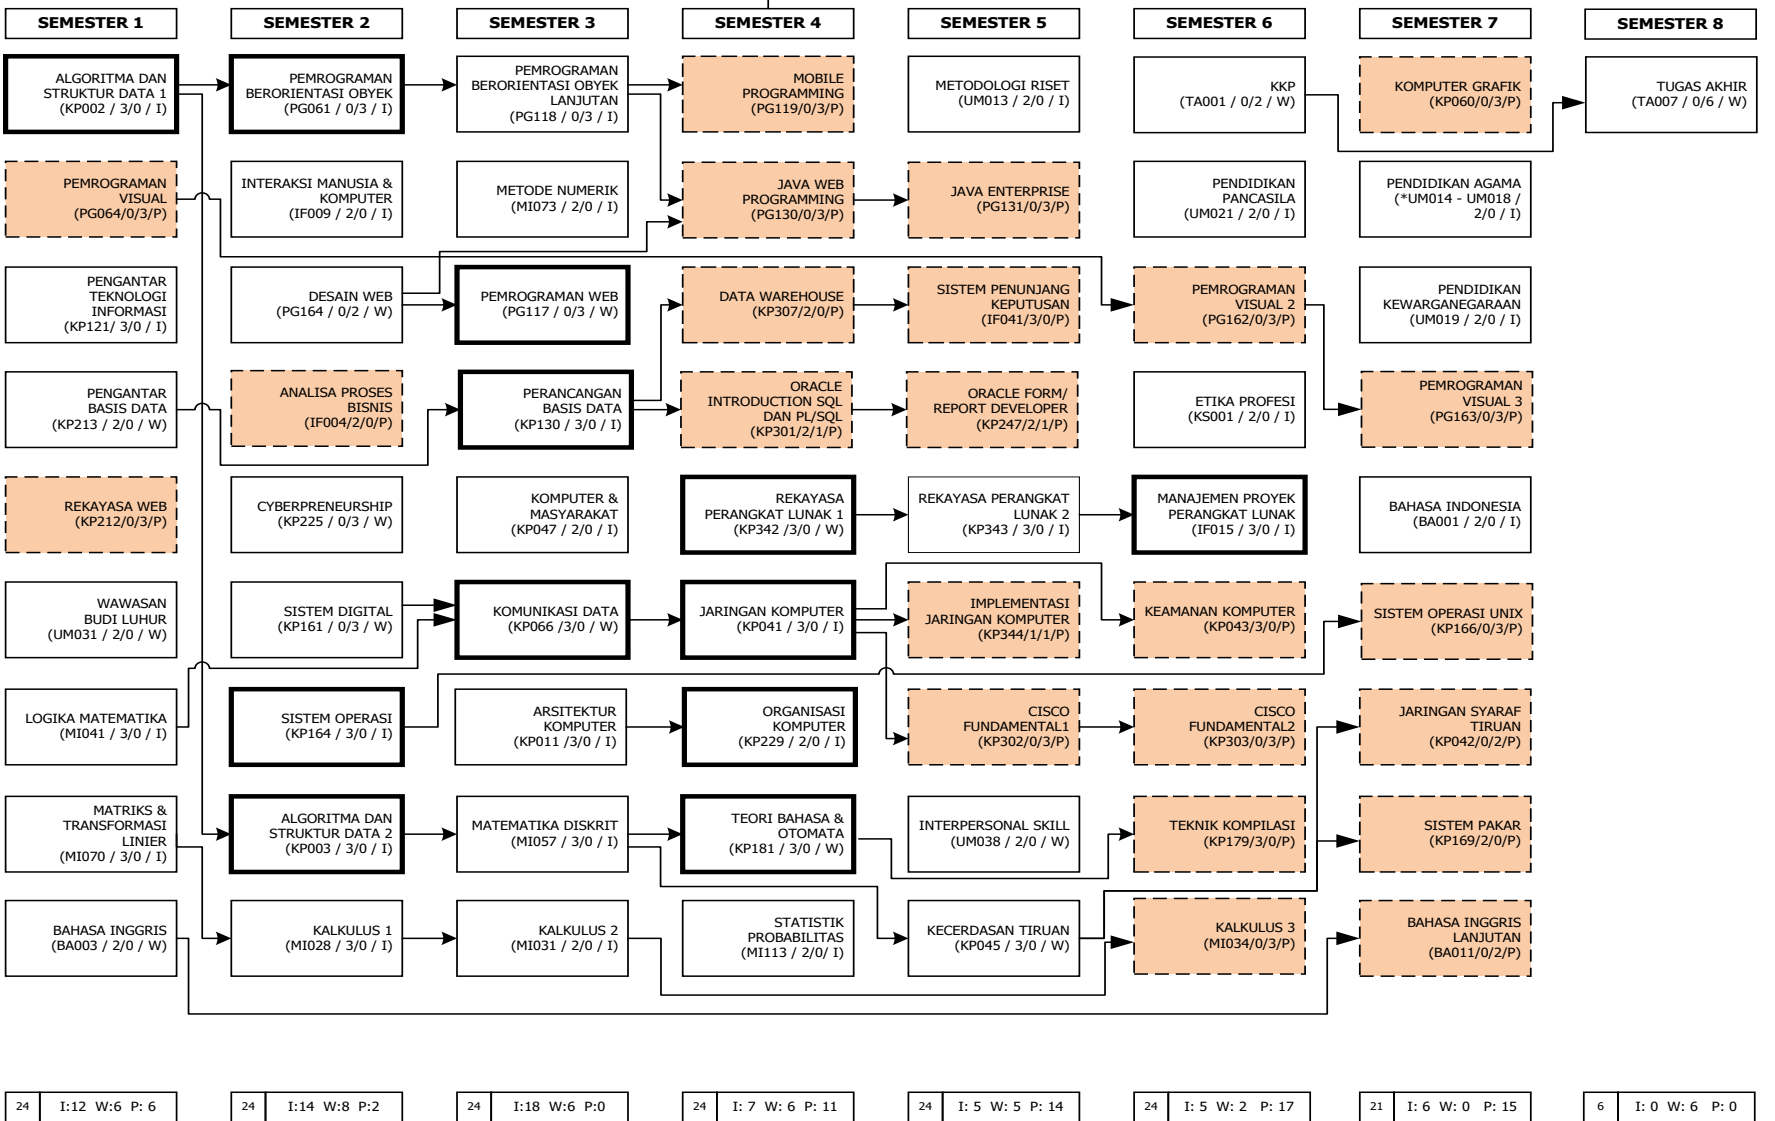 SEMESTER 1
SEMESTER 2
SEMESTER 3
SEMESTER 4
SEMESTER 5
SEMESTER 6
SEMESTER 7
SEMESTER 8
ALGORITMA DAN
STRUKTUR DATA 1
(KP002 / 3/0 / I)
PEMROGRAMAN
BERORIENTASI OBYEK
(PG061 / 0/3 / I)
PEMROGRAMAN
BERORIENTASI OBYEK
LANJUTAN
(PG118 / 0/3 / I)
MOBILE
PROGRAMMING
(PG119/0/3/P)
METODOLOGI RISET
(UM013 / 2/0 / I)
KKP
(TA001 / 0/2 / W)
KOMPUTER GRAFIK
(KP060/0/3/P)
TUGAS AKHIR
(TA007 / 0/6 / W)
PEMROGRAMAN
VISUAL
(PG064/0/3/P)
INTERAKSI MANUSIA &
KOMPUTER
(IF009 / 2/0 / I)
METODE NUMERIK
(MI073 / 2/0 / I)
JAVA WEB
PROGRAMMING
(PG130/0/3/P)
JAVA ENTERPRISE
(PG131/0/3/P)
PENDIDIKAN
PANCASILA
(UM021 / 2/0 / I)
PENDIDIKAN AGAMA
(*UM014 - UM018 /
2/0 / I)
PENGANTAR
TEKNOLOGI
INFORMASI
(KP121/ 3/0 / I)
DESAIN WEB
(PG164 / 0/2 / W)
PEMROGRAMAN WEB
(PG117 / 0/3 / W)
DATA WAREHOUSE
(KP307/2/0/P)
SISTEM PENUNJANG
KEPUTUSAN
(IF041/3/0/P)
PEMROGRAMAN
VISUAL 2
(PG162/0/3/P)
PENDIDIKAN
KEWARGANEGARAAN
(UM019 / 2/0 / I)
PENGANTAR
BASIS DATA
(KP213 / 2/0 / W)
ANALISA PROSES
BISNIS
(IF004/2/0/P)
PERANCANGAN
BASIS DATA
(KP130 / 3/0 / I)
ORACLE
INTRODUCTION SQL
DAN PL/SQL
(KP301/2/1/P)
ORACLE FORM/
REPORT DEVELOPER
(KP247/2/1/P)
ETIKA PROFESI
(KS001 / 2/0 / I)
PEMROGRAMAN
VISUAL 3
(PG163/0/3/P)
REKAYASA WEB
(KP212/0/3/P)
CYBERPRENEURSHIP
(KP225 / 0/3 / W)
KOMPUTER &
MASYARAKAT
(KP047 / 2/0 / I)
REKAYASA
PERANGKAT LUNAK 1
(KP342 /3/0 / W)
REKAYASA PERANGKAT
LUNAK 2
(KP343 / 3/0 / I)
MANAJEMEN PROYEK
PERANGKAT LUNAK
(IF015 / 3/0 / I)
BAHASA INDONESIA
(BA001 / 2/0 / I)
WAWASAN
BUDI LUHUR
(UM031 / 2/0 / W)
SISTEM DIGITAL
(KP161 / 0/3 / W)
KOMUNIKASI DATA
(KP066 /3/0 / W)
JARINGAN KOMPUTER
(KP041 / 3/0 / I)
IMPLEMENTASI
JARINGAN KOMPUTER
(KP344/1/1/P)
KEAMANAN KOMPUTER
(KP043/3/0/P)
SISTEM OPERASI UNIX
(KP166/0/3/P)
LOGIKA MATEMATIKA
(MI041 / 3/0 / I)
SISTEM OPERASI
(KP164 / 3/0 / I)
ARSITEKTUR
KOMPUTER
(KP011 /3/0 / I)
ORGANISASI
KOMPUTER
(KP229 / 2/0 / I)
CISCO
FUNDAMENTAL1
(KP302/0/3/P)
CISCO
FUNDAMENTAL2
(KP303/0/3/P)
JARINGAN SYARAF
TIRUAN
(KP042/0/2/P)
MATRIKS &
TRANSFORMASI
LINIER
(MI070 / 3/0 / I)
ALGORITMA DAN
STRUKTUR DATA 2
(KP003 / 3/0 / I)
MATEMATIKA DISKRIT
(MI057 / 3/0 / I)
TEORI BAHASA &
OTOMATA
(KP181 / 3/0 / W)
INTERPERSONAL SKILL
(UM038 / 2/0 / W)
TEKNIK KOMPILASI
(KP179/3/0/P)
SISTEM PAKAR
(KP169/2/0/P)
BAHASA INGGRIS
(BA003 / 2/0 / W)
KALKULUS 1
(MI028 / 3/0 / I)
KALKULUS 2
(MI031 / 2/0 / I)
STATISTIK
PROBABILITAS
(MI113 / 2/0/ I)
KECERDASAN TIRUAN
(KP045 / 3/0 / W)
KALKULUS 3
(MI034/0/3/P)
BAHASA INGGRIS
LANJUTAN
(BA011/0/2/P)
24 I:12 W:6 P: 6
24 I:14 W:8 P:2
24 I:18 W:6 P:0
24 I: 7 W: 6 P: 11
24 I: 5 W: 5 P: 14
24 I: 5 W: 2 P: 17
21 I: 6 W: 0 P: 15
6 I: 0 W: 6 P: 0